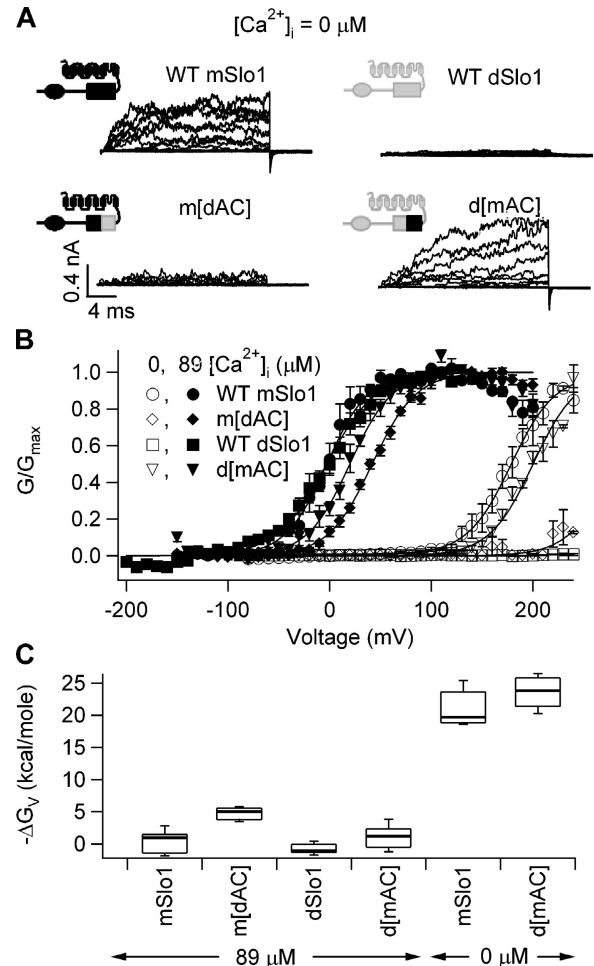 A
[Ca2+]i = 0 μM
WT mSlo1
WT dSlo1
m[dAC]
d[mAC]
0.4 nA
4 ms
B
0, 89 [Ca2+]i (μM)
, WT mSlo1
, m[dAC]
, WT dSlo1
, d[mAC]
G/Gmax
1.0
0.8
0.6
0.4
0.2
0.0
-200 -100 0 100 200
Voltage (mV)
C
-ΔGV (kcal/mole)
25
20
15
10
5
0
mSlo1
m[dAC]
dSlo1
d[mAC]
mSlo1
d[mAC]
89 μM 0 μM